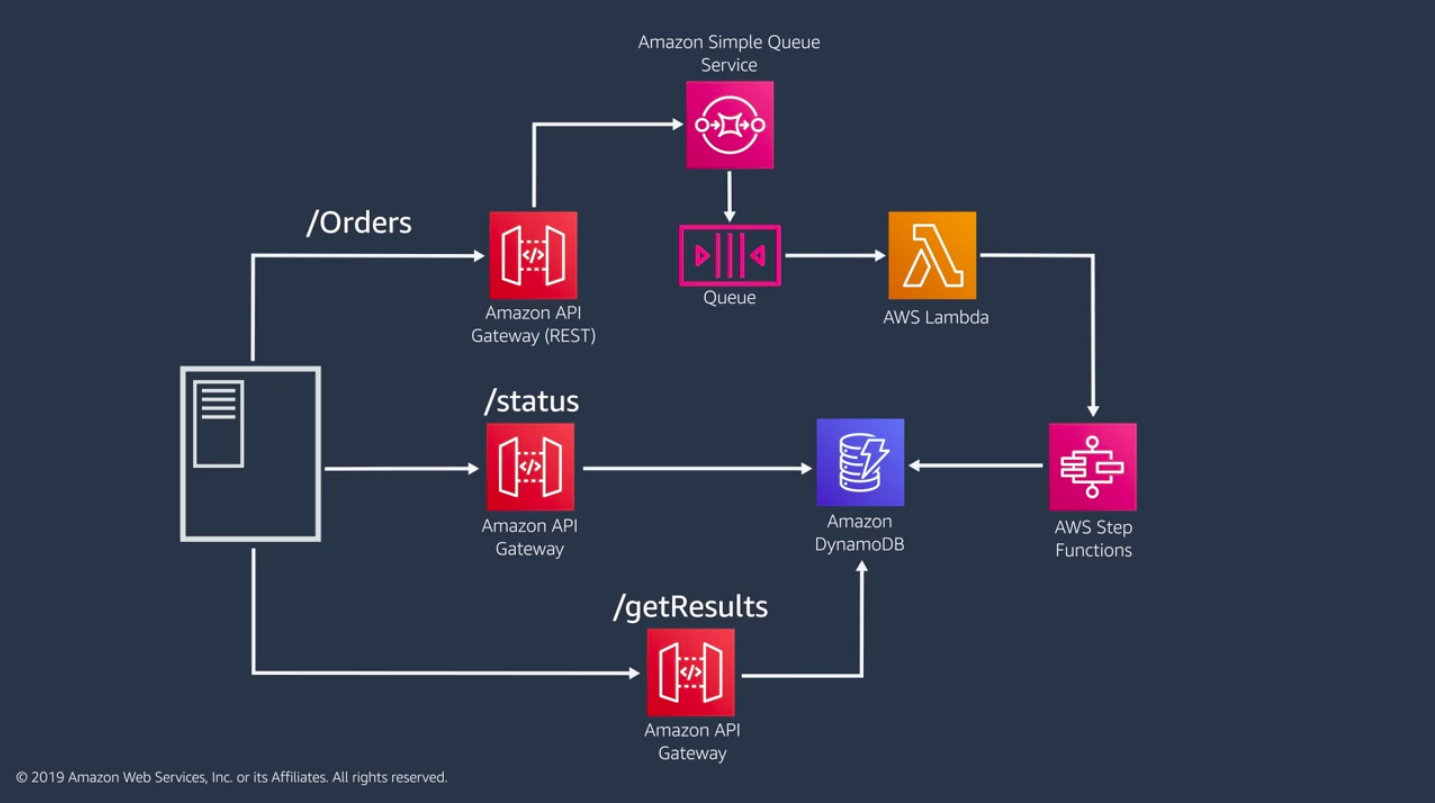 Amazon Simple Queue
Service
/Orders
Amazon API
Gateway (REST)
Queue
AWS Lambda
/status
Amazon API
Gateway
Amazon
DynamoDB
AWS Step
Functions
/getResults
Amazon API
Gateway
© 2019 Amazon Web Services, Inc. or its Affiliates. All rights reserved.